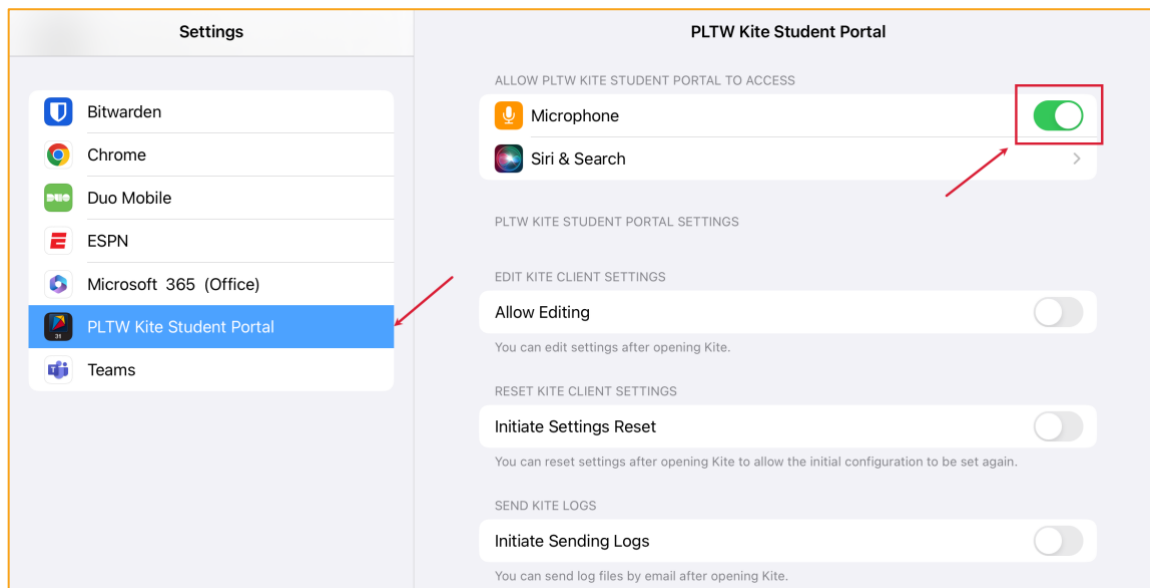 Settings
Bitwarden
Chrome
DUO
Duo Mobile
ESPN
Microsoft 365 (Office)
31
PLTW Kite Student Portal
T
Teams
PLTW Kite Student Portal
ALLOW PLTW KITE STUDENT PORTAL TO ACCESS
Microphone
Siri & Search
PLTW KITE STUDENT PORTAL SETTINGS
EDIT KITE CLIENT SETTINGS
Allow Editing
You can edit settings after opening Kite.
RESET KITE CLIENT SETTINGS
Initiate Settings Reset
You can reset settings after opening Kite to allow the initial configuration to be set again.
SEND KITE LOGS
Initiate Sending Logs
You can send log files by email after opening Kite.